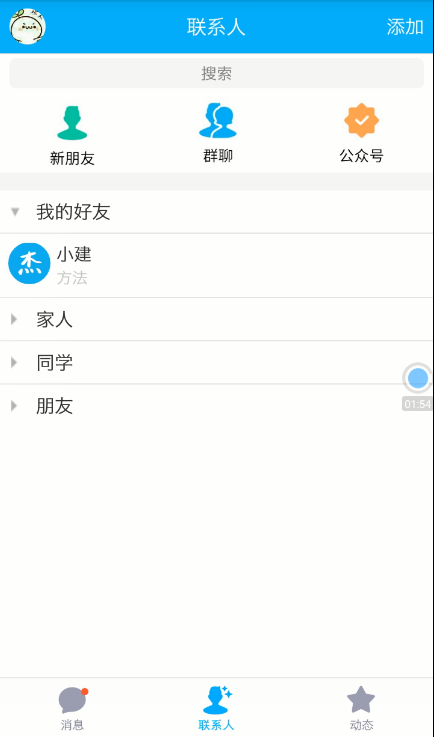 联系人
添加
搜索
新朋友
群聊
公众号
我的好友
杰
小建
方法
家人
同学
朋友
01:54
消息
联系人
动态